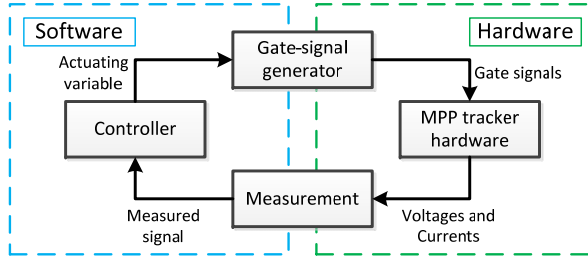 Software
Hardware
Gate-signal
generator
Actuating
variable
Gate signals
Controller
MPP tracker
hardware
Measurement
Measured
signal
Voltages and
Currents